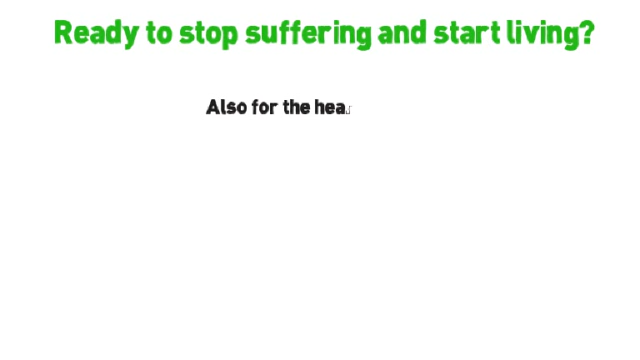 Ready to stop suffering and start living?
Also for the hea